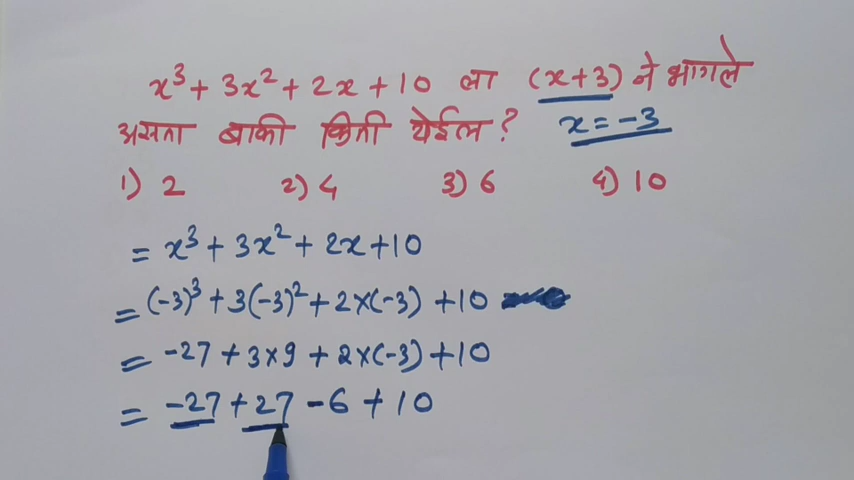 x³ + 3x² + 2x + 10 ला (x+3) ने भागले
असता बाकी किती येईल? x = -3
1) 2 2) 4 3) 6 4) 10
= x³ + 3x² + 2x + 10
= (-3)³ + 3(-3)² + 2×(-3) + 10
= -27 + 3×9 + 2×(-3) + 10
= -27 + 27 - 6 + 10